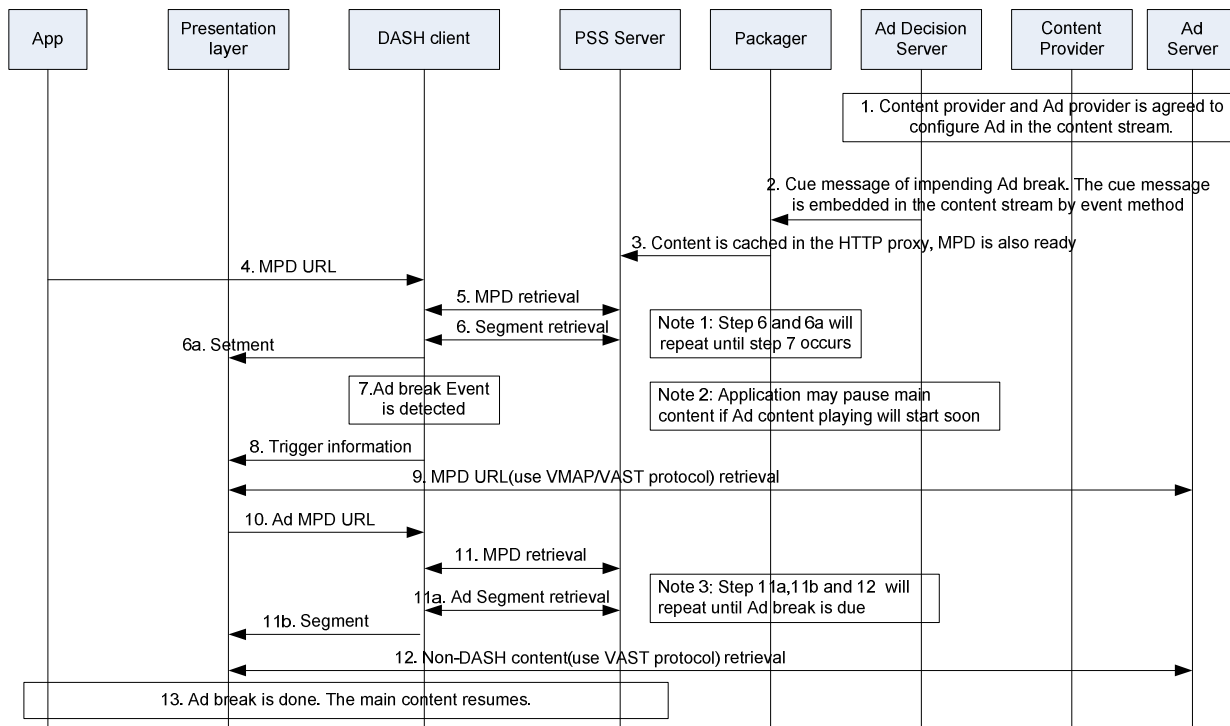 App
Presentation
layer
DASH client
PSS Server
Packager
Ad Decision
Server
Content
Provider
Ad
Server
1. Content provider and Ad provider is agreed to
configure Ad in the content stream.
2. Cue message of impending Ad break. The cue message
is embedded in the content stream by event method
3. Content is cached in the HTTP proxy, MPD is also ready
4. MPD URL
5. MPD retrieval
6. Segment retrieval
Note 1: Step 6 and 6a will
repeat until step 7 occurs
6a. Setment
7.Ad break Event
is detected
Note 2: Application may pause main
content if Ad content playing will start soon
8. Trigger information
9. MPD URL(use VMAP/VAST protocol) retrieval
10. Ad MPD URL
11. MPD retrieval
11a. Ad Segment retrieval
Note 3: Step 11a,11b and 12 will
repeat until Ad break is due
11b. Segment
12. Non-DASH content(use VAST protocol) retrieval
13. Ad break is done. The main content resumes.